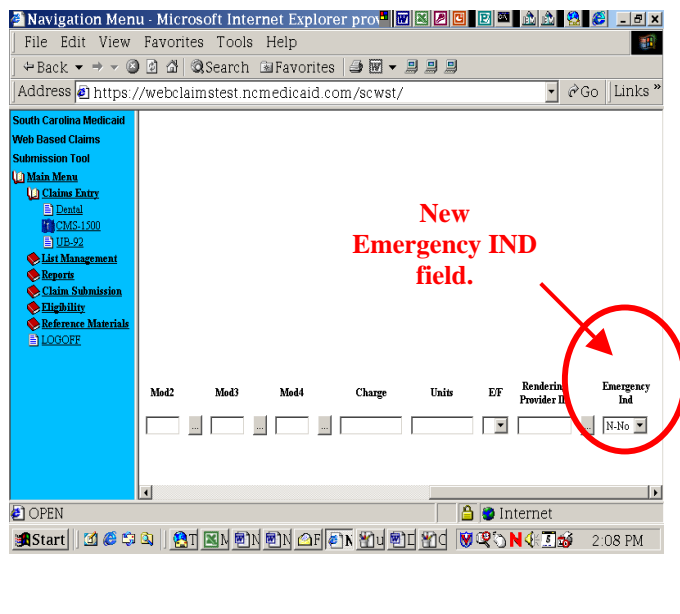 Navigation Menu - Microsoft Internet Explorer prov
File Edit View Favorites Tools Help
Back Search Favorites
Address https://webclaimstest.ncmedicaid.com/scwst/ Go Links »
South Carolina Medicaid
Web Based Claims
Submission Tool
Main Menu
Claims Entry
Dental
CMS-1500
UB-92
List Management
Reports
Claim Submission
Eligibility
Reference Materials
LOGOFF
New
Emergency IND
field.
Mod2 Mod3 Mod4 Charge Units E/F Rendering Provider ID Emergency Ind
... ... ... ... N-No
OPEN Internet
Start 2:08 PM